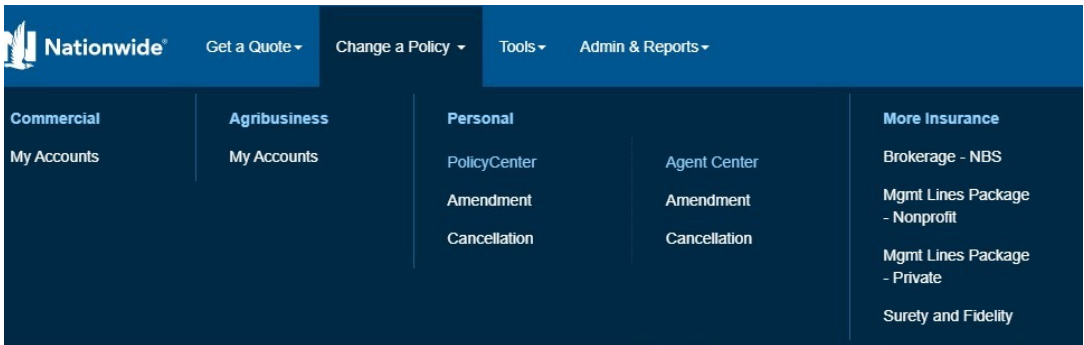 Nationwide®
Get a Quote
Change a Policy
Tools
Admin & Reports
Commercial
My Accounts
Agribusiness
My Accounts
Personal
PolicyCenter
Amendment
Cancellation
Agent Center
Amendment
Cancellation
More Insurance
Brokerage - NBS
Mgmt Lines Package
- Nonprofit
Mgmt Lines Package
- Private
Surety and Fidelity